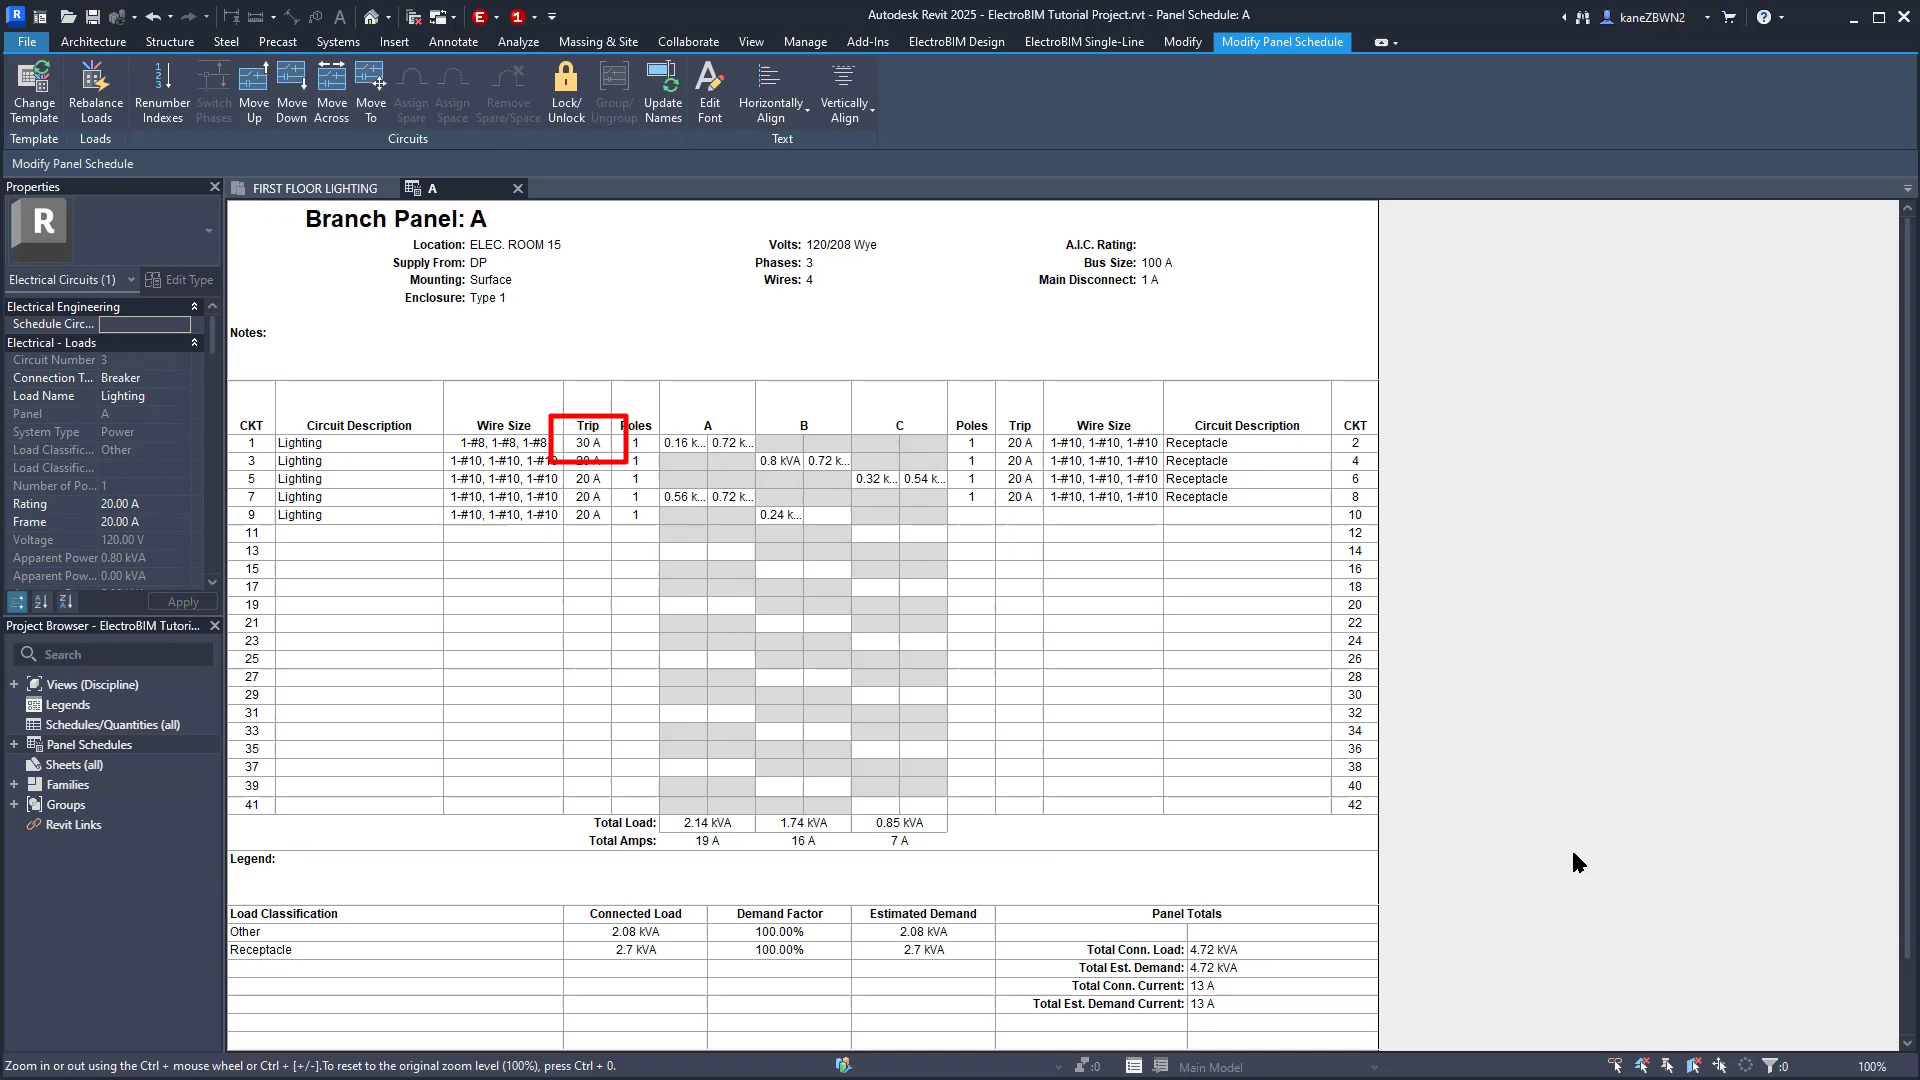 Autodesk Revit 2025 - ElectroBIM Tutorial Project.rvt - Panel Schedule: A
kaneZBWN2
File Architecture Structure Steel Precast Systems Insert Annotate Analyze Massing & Site Collaborate View Manage Add-Ins ElectroBIM Design ElectroBIM Single-Line Modify Modify Panel Schedule
Change Template Rebalance Loads Renumber Indexes Switch Phases Move Up Move Down Move Across Move To Assign Spare Assign Space Remove Spare/Space Lock/ Unlock Group/ Ungroup Update Names Edit Font Horizontally Align Vertically Align
Template Loads Circuits Text
Modify Panel Schedule
Properties
FIRST FLOOR LIGHTING
A
R
Electrical Circuits (1) Edit Type
Electrical Engineering
Schedule Circ...
Electrical - Loads
Circuit Number 3
Connection T... Breaker
Load Name Lighting
Panel A
System Type Power
Load Classific... Other
Load Classific...
Number of Po... 1
Rating 20.00 A
Frame 20.00 A
Voltage 120.00 V
Apparent Power 0.80 kVA
Apparent Pow... 0.00 kVA
Apply
Project Browser - ElectroBIM Tutori...
Search
Views (Discipline)
Legends
Schedules/Quantities (all)
Panel Schedules
Sheets (all)
Families
Groups
Revit Links
Branch Panel: A
Location: ELEC. ROOM 15 Volts: 120/208 Wye A.I.C. Rating:
Supply From: DP Phases: 3 Bus Size: 100 A
Mounting: Surface Wires: 4 Main Disconnect: 1 A
Enclosure: Type 1
Notes:
CKT Circuit Description Wire Size Trip Poles A B C Poles Trip Wire Size Circuit Description CKT
1 Lighting 1-#8, 1-#8, 1-#8 30 A 1 0.16 k... 0.72 k... 1 20 A 1-#10, 1-#10, 1-#10 Receptacle 2
3 Lighting 1-#10, 1-#10, 1-#10 20 A 1 0.8 kVA 0.72 k... 1 20 A 1-#10, 1-#10, 1-#10 Receptacle 4
5 Lighting 1-#10, 1-#10, 1-#10 20 A 1 0.32 k... 0.54 k... 1 20 A 1-#10, 1-#10, 1-#10 Receptacle 6
7 Lighting 1-#10, 1-#10, 1-#10 20 A 1 0.56 k... 0.72 k... 1 20 A 1-#10, 1-#10, 1-#10 Receptacle 8
9 Lighting 1-#10, 1-#10, 1-#10 20 A 1 0.24 k... 10
11 12
13 14
15 16
17 18
19 20
21 22
23 24
25 26
27 28
29 30
31 32
33 34
35 36
37 38
39 40
41 42
Total Load: 2.14 kVA 1.74 kVA 0.85 kVA
Total Amps: 19 A 16 A 7 A
Legend:
Load Classification Connected Load Demand Factor Estimated Demand Panel Totals
Other 2.08 kVA 100.00% 2.08 kVA
Receptacle 2.7 kVA 100.00% 2.7 kVA Total Conn. Load: 4.72 kVA
Total Est. Demand: 4.72 kVA
Total Conn. Current: 13 A
Total Est. Demand Current: 13 A
Zoom in or out using the Ctrl + mouse wheel or Ctrl + [+/-].To reset to the original zoom level (100%), press Ctrl + 0.
:0
Main Model
:0
100%